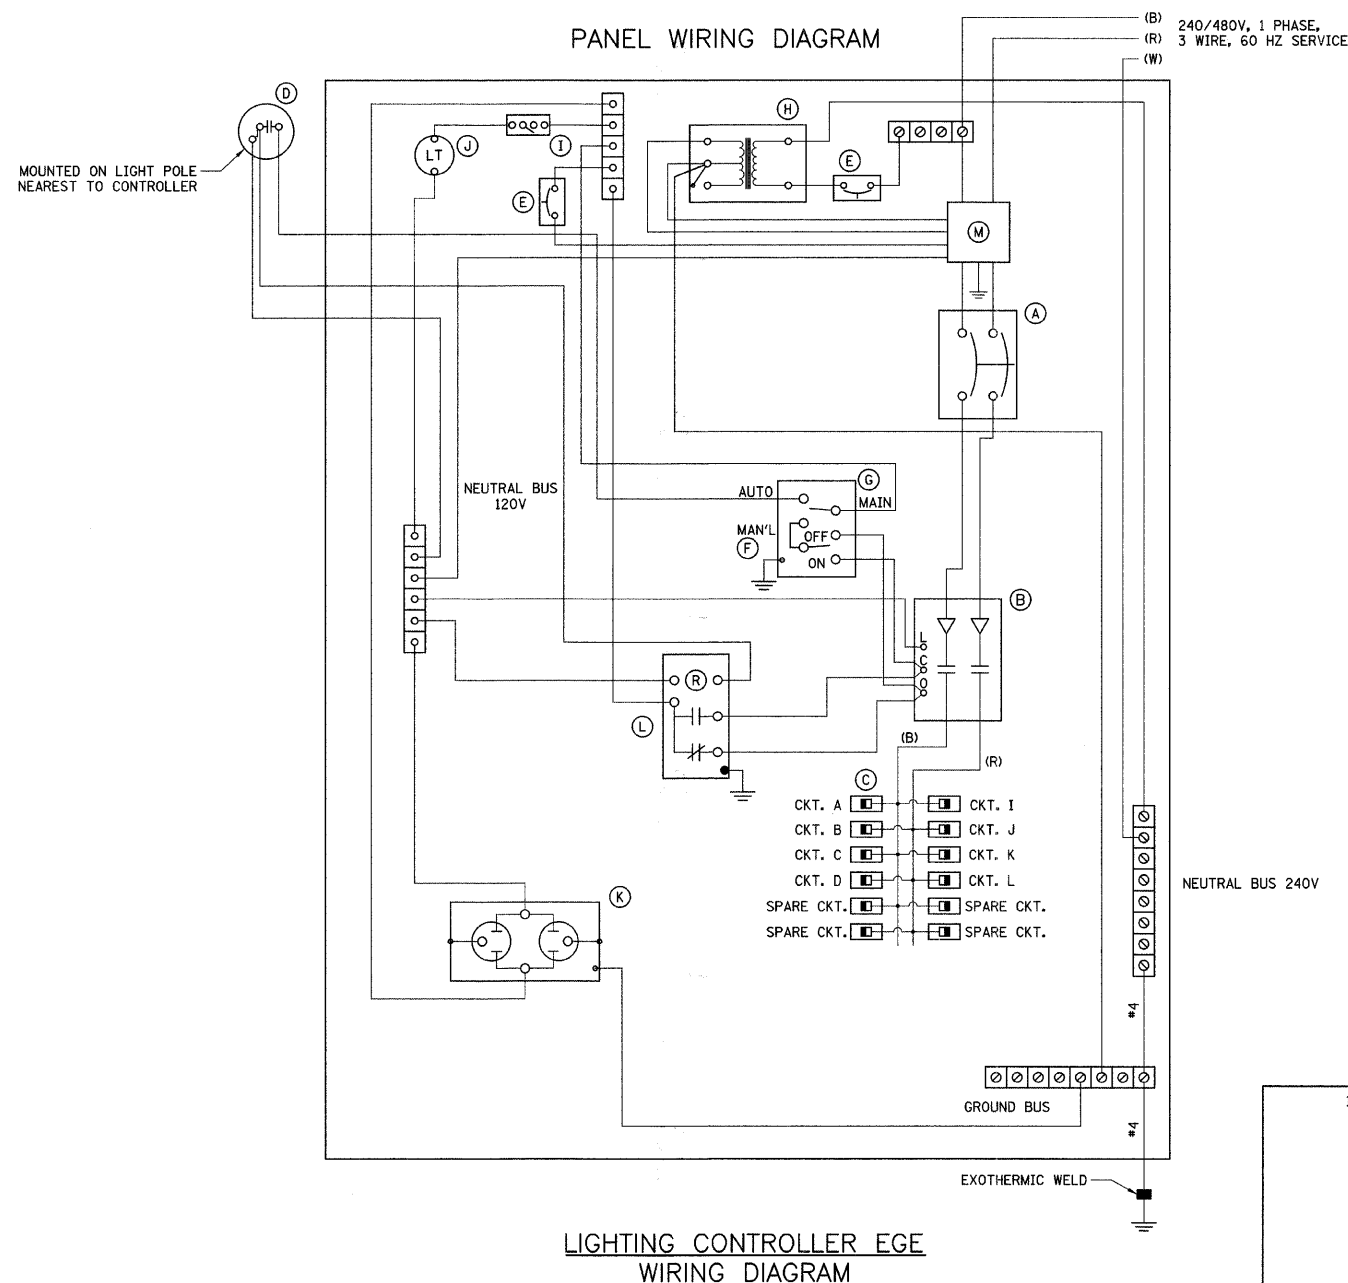 PANEL WIRING DIAGRAM
(B)
240/480V, 1 PHASE,
(R)
3 WIRE, 60 HZ SERVICE
(W)
D
H
J
LT
I
E
E
MOUNTED ON LIGHT POLE
NEAREST TO CONTROLLER
M
A
NEUTRAL BUS
120V
AUTO
G
MAIN
MAN'L
OFF
F
ON
B
L
C
O
R
L
(B)
(R)
C
CKT. A
CKT. I
CKT. B
CKT. J
CKT. C
CKT. K
CKT. D
CKT. L
SPARE CKT.
SPARE CKT.
SPARE CKT.
SPARE CKT.
NEUTRAL BUS 240V
K
#4
GROUND BUS
#4
EXOTHERMIC WELD
LIGHTING CONTROLLER EGE
WIRING DIAGRAM